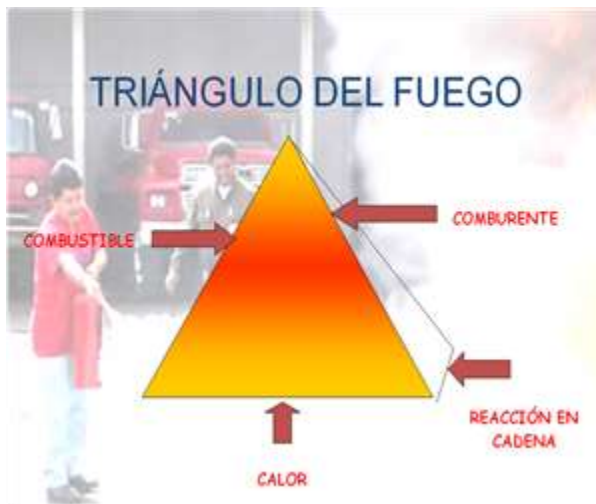 TRIÁNGULO DEL FUEGO
COMBURENTE
COMBUSTIBLE
REACCIÓN EN
CADENA
CALOR